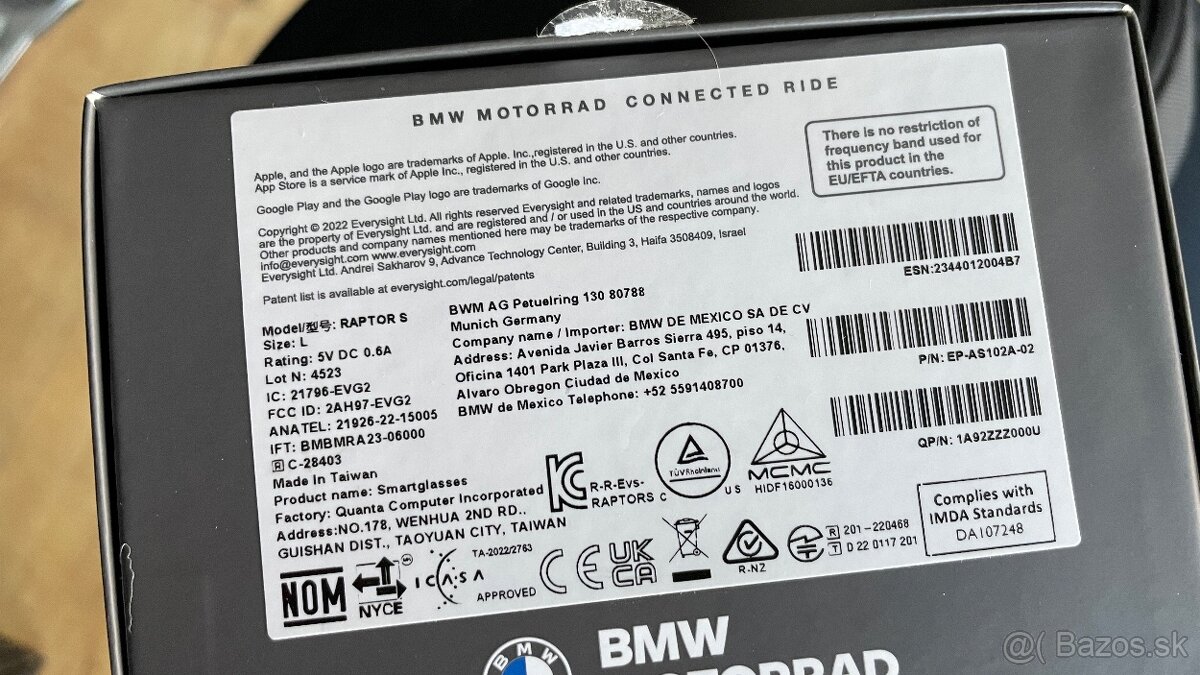 BMW MOTORRAD CONNECTED RIDE
Apple, and the Apple logo are trademarks of Apple. Inc.,registered in the U.S. and other countries.
App Store is a service mark of Apple Inc., registered in the U.S. and other countries.
Google Play and the Google Play logo are trademarks of Google Inc.
Copyright © 2022 Everysight Ltd. All rights reserved Everysight and related trademarks, names and logos
are the property of Everysight Ltd. and are registered and / or used in the US and countries around the world.
Other products and company names mentioned here may be trademarks of the respective company.
info@everysight.com www.everysight.com
Everysight Ltd. Andrei Sakharov 9, Advance Technology Center, Building 3, Haifa 3508409, Israel
Patent list is available at everysight.com/legal/patents
There is no restriction of
frequency band used for
this product in the
EU/EFTA countries.
ESN:2344012004B7
P/N: EP-AS102A-02
QP/N: 1A92ZZZ000U
Model/型号: RAPTOR S
Size: L
Rating: 5V DC 0.6A
Lot N: 4523
IC: 21796-EVG2
FCC ID: 2AH97-EVG2
ANATEL: 21926-22-15005
IFT: BMBMRA23-06000
R C-28403
Made In Taiwan
Product name: Smartglasses
Factory: Quanta Computer Incorporated
Address:NO.178, WENHUA 2ND RD.,
GUISHAN DIST., TAOYUAN CITY, TAIWAN
BWM AG Petuelring 130 80788
Munich Germany
Company name / Importer: BMW DE MEXICO SA DE CV
Address: Avenida Javier Barros Sierra 495, piso 14,
Oficina 1401 Park Plaza III, Col Santa Fe, CP 01376,
Alvaro Obregon Ciudad de Mexico
BMW de Mexico Telephone: +52 5591408700
R-R-Evs-
RAPTORS C
TÜVRheinland
US
MCMC
HIDF16000136
Complies with
IMDA Standards
DA107248
NOM
NYCE
ICASA
TA-2022/2763
APPROVED
CE
UK
CA
R-NZ
R 201-220468
T D 22 0117 201
BMW
BMW
MOTORRAD
@( Bazos.sk